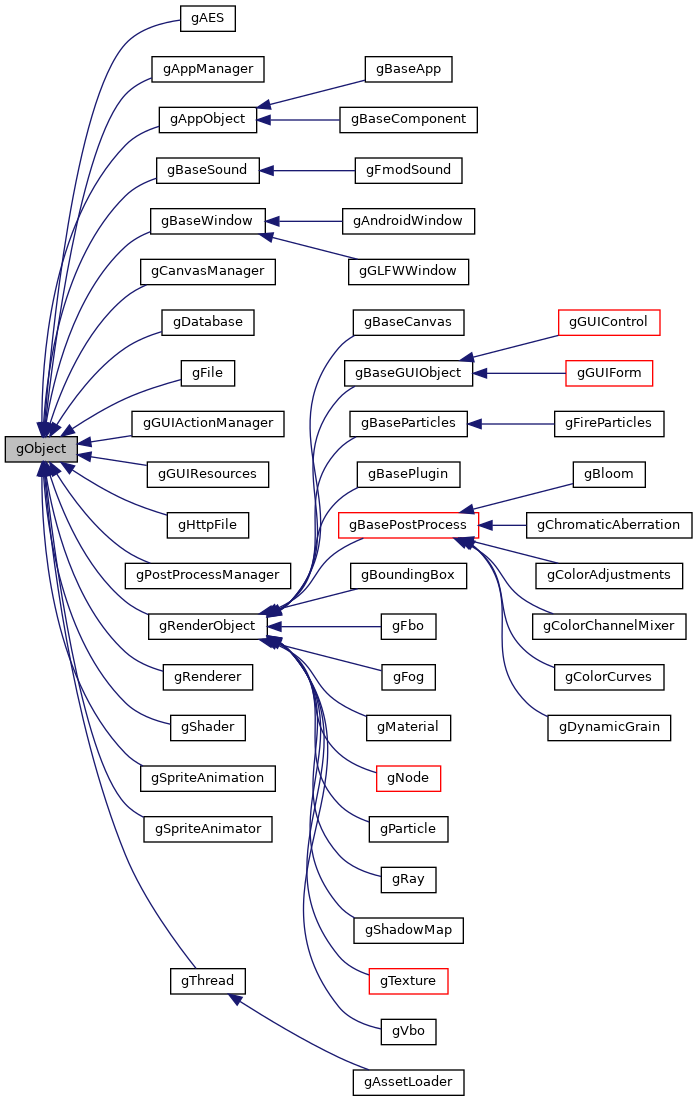 gAES
gAppManager
gBaseApp
gAppObject
gBaseComponent
gBaseSound
gFmodSound
gBaseWindow
gAndroidWindow
gCanvasManager
gGLFWWindow
gDatabase
gBaseCanvas
gGUIControl
gFile
gBaseGUIObject
gGUIForm
gGUIActionManager
gBaseParticles
gFireParticles
gObject
gGUIResources
gBasePlugin
gBloom
gHttpFile
gBasePostProcess
gChromaticAberration
gPostProcessManager
gBoundingBox
gColorAdjustments
gRenderObject
gFbo
gColorChannelMixer
gRenderer
gFog
gColorCurves
gShader
gMaterial
gDynamicGrain
gSpriteAnimation
gNode
gSpriteAnimator
gParticle
gRay
gShadowMap
gThread
gTexture
gVbo
gAssetLoader